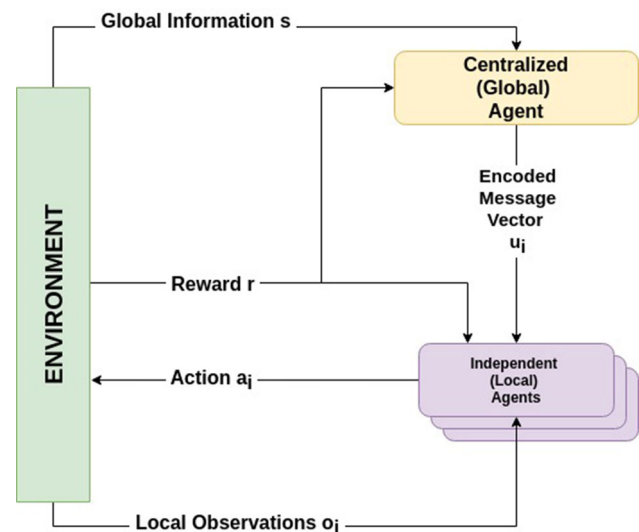 Global Information s
Centralized
(Global)
Agent
Encoded
Message
Vector
ui
ENVIRONMENT
Reward r
Independent
(Local)
Agents
Action ai
Local Observations oi